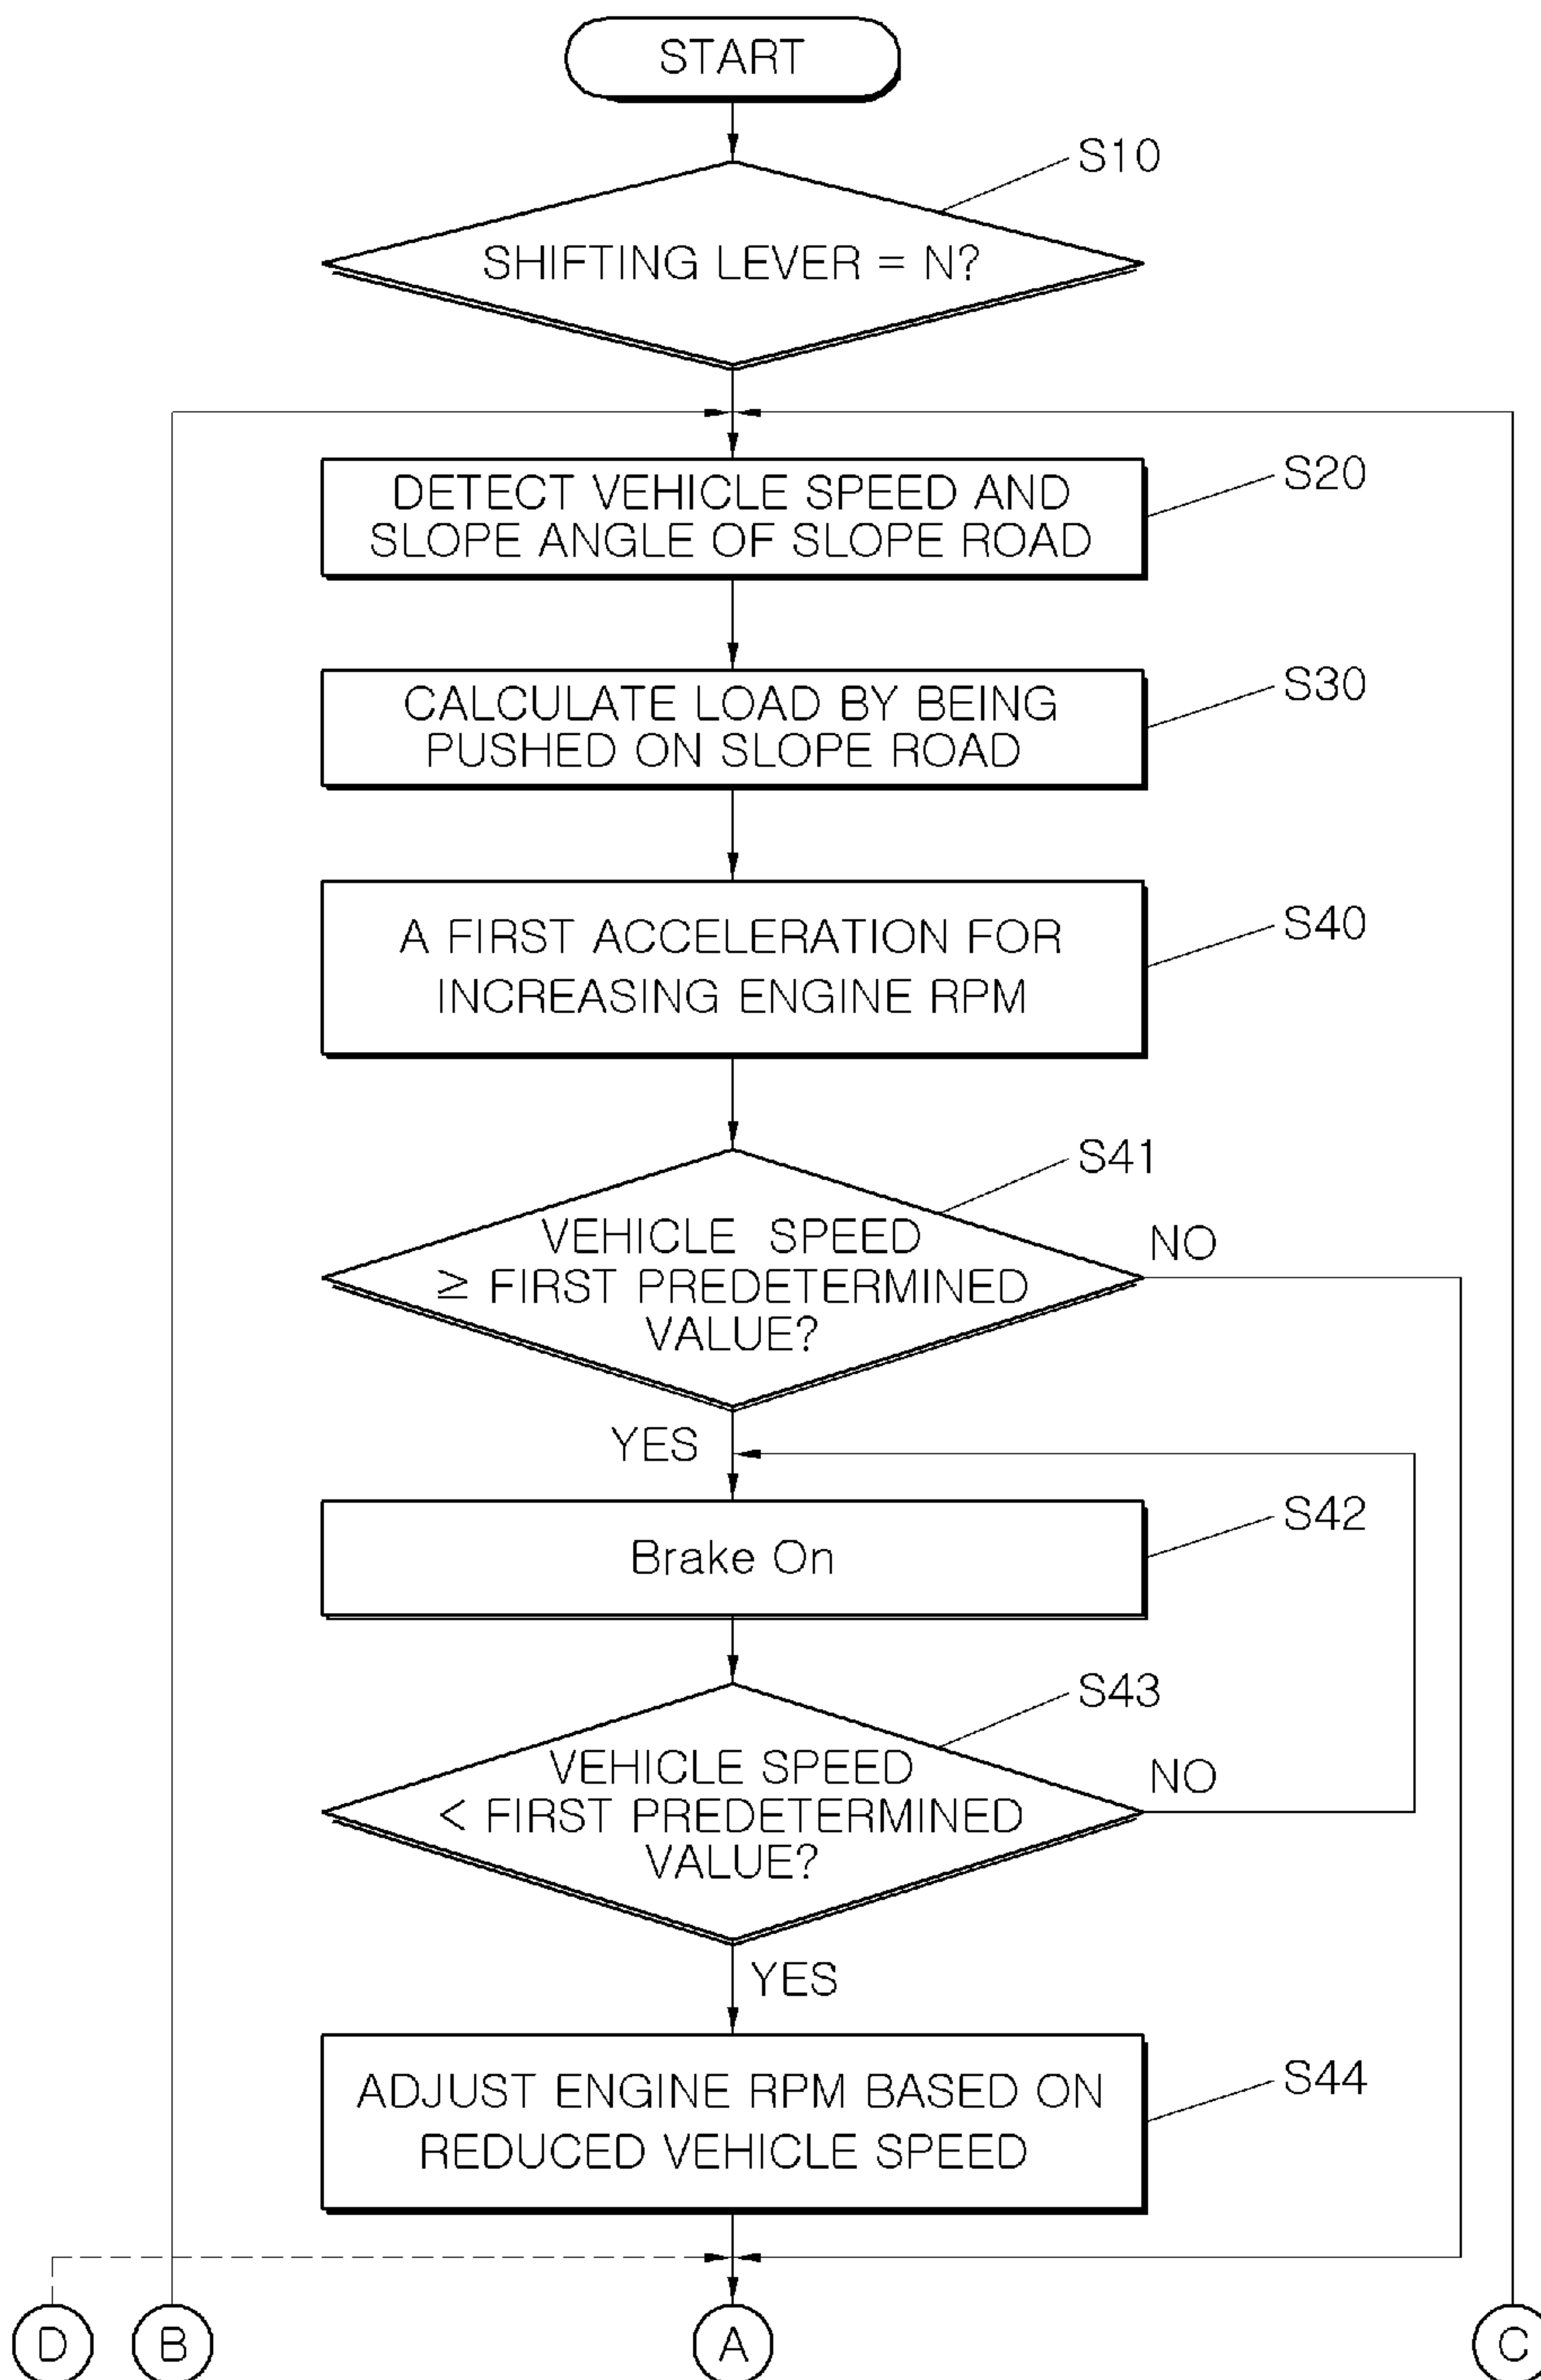 START
S10
SHIFTING LEVER = N?
S20
DETECT VEHICLE SPEED AND
SLOPE ANGLE OF SLOPE ROAD
S30
CALCULATE LOAD BY BEING
PUSHED ON SLOPE ROAD
S40
A FIRST ACCELERATION FOR
INCREASING ENGINE RPM
S41
VEHICLE SPEED
≥ FIRST PREDETERMINED
VALUE?
NO
YES
S42
Brake On
S43
VEHICLE SPEED
< FIRST PREDETERMINED
VALUE?
NO
YES
S44
ADJUST ENGINE RPM BASED ON
REDUCED VEHICLE SPEED
D
B
A
C